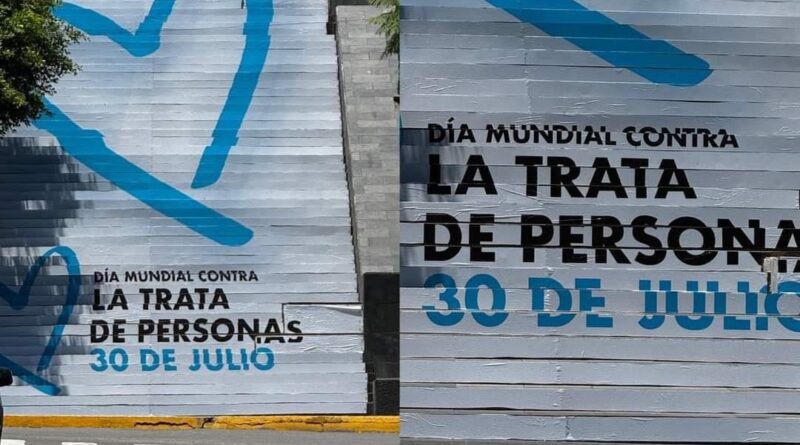 DÍA MUNDIAL CONTRA
LA TRATA
DE PERSONAS
30 DE JULIO
DÍA MUNDIAL CONTRA
LA TRATA
DE PERSONA
30 DE JULIO